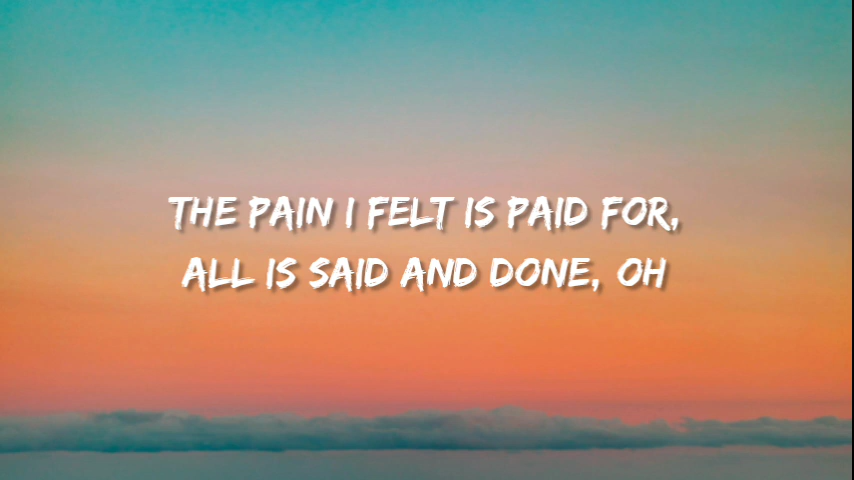 THE PAIN I FELT IS PAID FOR,
ALL IS SAID AND DONE, OH